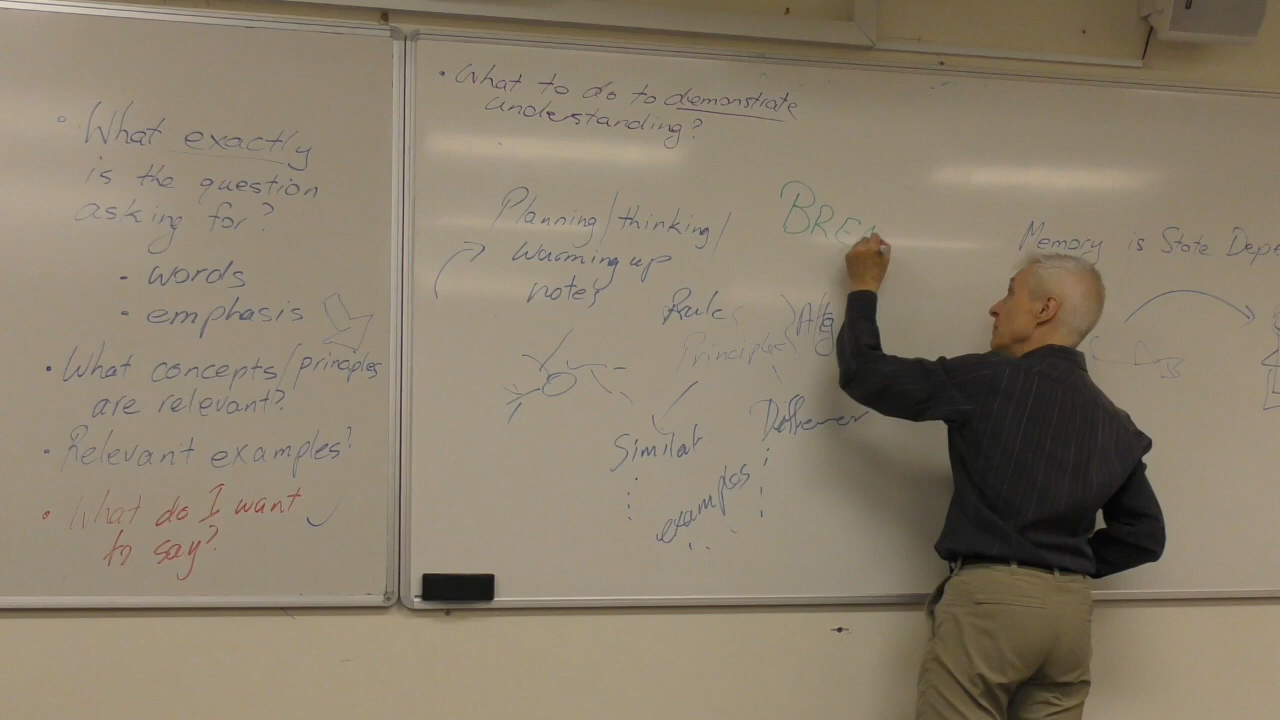 • What exactly
is the question
asking for?
• words
• emphasis
• What concepts/principles
are relevant?
• Relevant examples?
• What do I want
to say?
• What to do to demonstrate
understanding?
Planning/thinking/
Warming up
notes
BRE
Rules
Principles
Similar
examples
Memory is State Depe